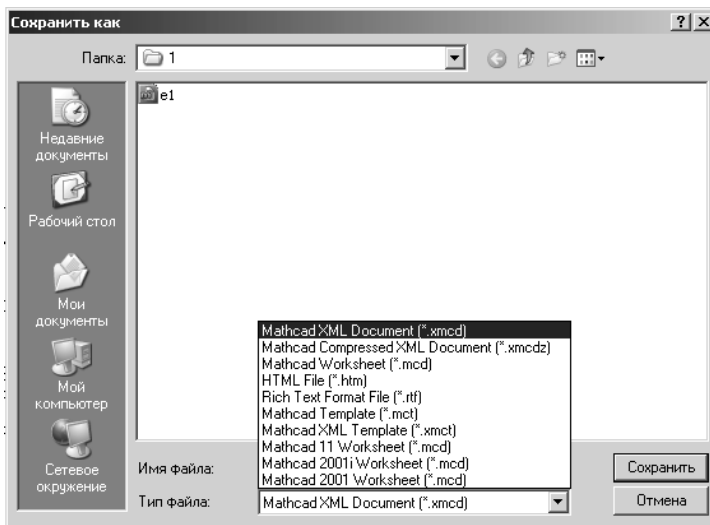 Сохранить как
Папка:
1
e1
Недавние
документы
Рабочий стол
Мои
документы
Мой
компьютер
Сетевое
окружение
Mathcad XML Document (*.xmcd)
Mathcad Compressed XML Document (*.xmcdz)
Mathcad Worksheet (*.mcd)
HTML File (*.htm)
Rich Text Format File (*.rtf)
Mathcad Template (*.mct)
Mathcad XML Template (*.xmct)
Mathcad 11 Worksheet (*.mcd)
Mathcad 2001i Worksheet (*.mcd)
Mathcad 2001 Worksheet (*.mcd)
Имя файла:
Сохранить
Тип файла:
Mathcad XML Document (*.xmcd)
Отмена